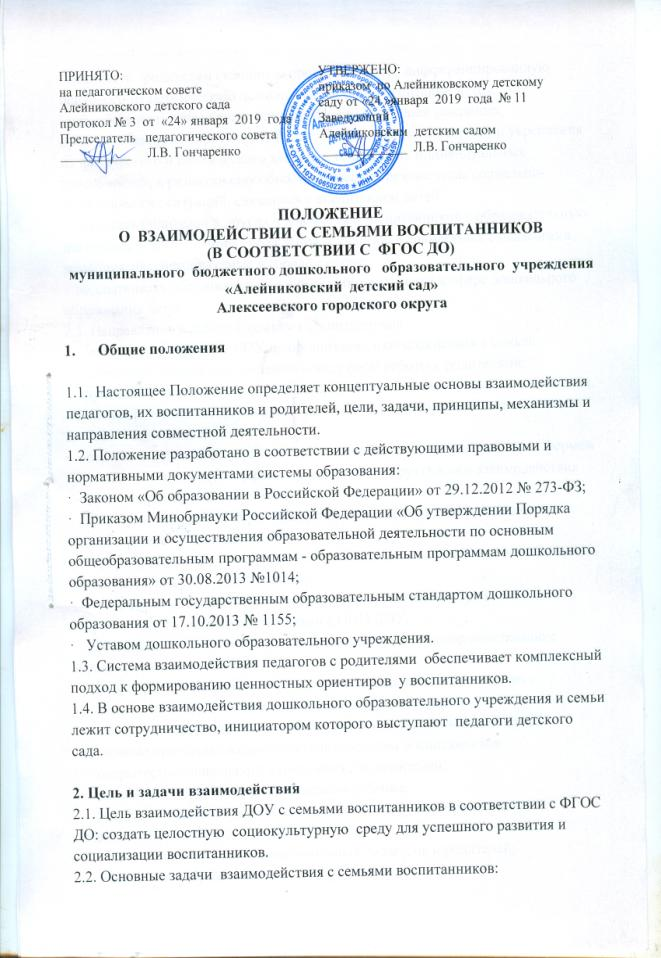 ПРИНЯТО:
на педагогическом совете
Алейниковского детского сада
протокол № 3 от «24» января 2019 года
Председатель педагогического совета
Л.В. Гончаренко
УТВЕРЖЕНО:
приказом по Алейниковскому детскому
саду от «24 »января 2019 года № 11
Заведующий
Алейниковским детским садом
Л.В. Гончаренко
ПОЛОЖЕНИЕ
О ВЗАИМОДЕЙСТВИИ С СЕМЬЯМИ ВОСПИТАННИКОВ
(В СООТВЕТСТВИИ С ФГОС ДО)
муниципального бюджетного дошкольного образовательного учреждения
«Алейниковский детский сад»
Алексеевского городского округа
1. Общие положения
1.1. Настоящее Положение определяет концептуальные основы взаимодействия
педагогов, их воспитанников и родителей, цели, задачи, принципы, механизмы и
направления совместной деятельности.
1.2. Положение разработано в соответствии с действующими правовыми и
нормативными документами системы образования:
· Законом «Об образовании в Российской Федерации» от 29.12.2012 № 273-ФЗ;
· Приказом Минобрнауки Российской Федерации «Об утверждении Порядка
организации и осуществления образовательной деятельности по основным
общеобразовательным программам - образовательным программам дошкольного
образования» от 30.08.2013 №1014;
· Федеральным государственным образовательным стандартом дошкольного
образования от 17.10.2013 № 1155;
· Уставом дошкольного образовательного учреждения.
1.3. Система взаимодействия педагогов с родителями обеспечивает комплексный
подход к формированию ценностных ориентиров у воспитанников.
1.4. В основе взаимодействия дошкольного образовательного учреждения и семьи
лежит сотрудничество, инициатором которого выступают педагоги детского
сада.
2. Цель и задачи взаимодействия
2.1. Цель взаимодействия ДОУ с семьями воспитанников в соответствии с ФГОС
ДО: создать целостную социокультурную среду для успешного развития и
социализации воспитанников.
2.2. Основные задачи взаимодействия с семьями воспитанников: